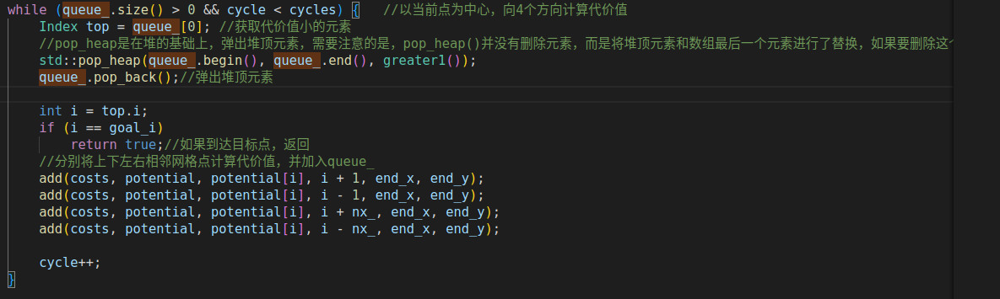 while (queue_.size() > 0 && cycle < cycles) {   //以当前点为中心，向4个方向计算代价值
    Index top = queue_[0]; //获取代价值小的元素
    //pop_heap是在堆的基础上，弹出堆顶元素，需要注意的是，pop_heap()并没有删除元素，而是将堆顶元素和数组最后一个元素进行了替换，如果要删除这
    std::pop_heap(queue_.begin(), queue_.end(), greater1());
    queue_.pop_back();//弹出堆顶元素
    int i = top.i;
    if (i == goal_i)
        return true;//如果到达目标点，返回
    //分别将上下左右相邻网格点计算代价值，并加入queue_
    add(costs, potential, potential[i], i + 1, end_x, end_y);
    add(costs, potential, potential[i], i - 1, end_x, end_y);
    add(costs, potential, potential[i], i + nx_, end_x, end_y);
    add(costs, potential, potential[i], i - nx_, end_x, end_y);
    cycle++;
}